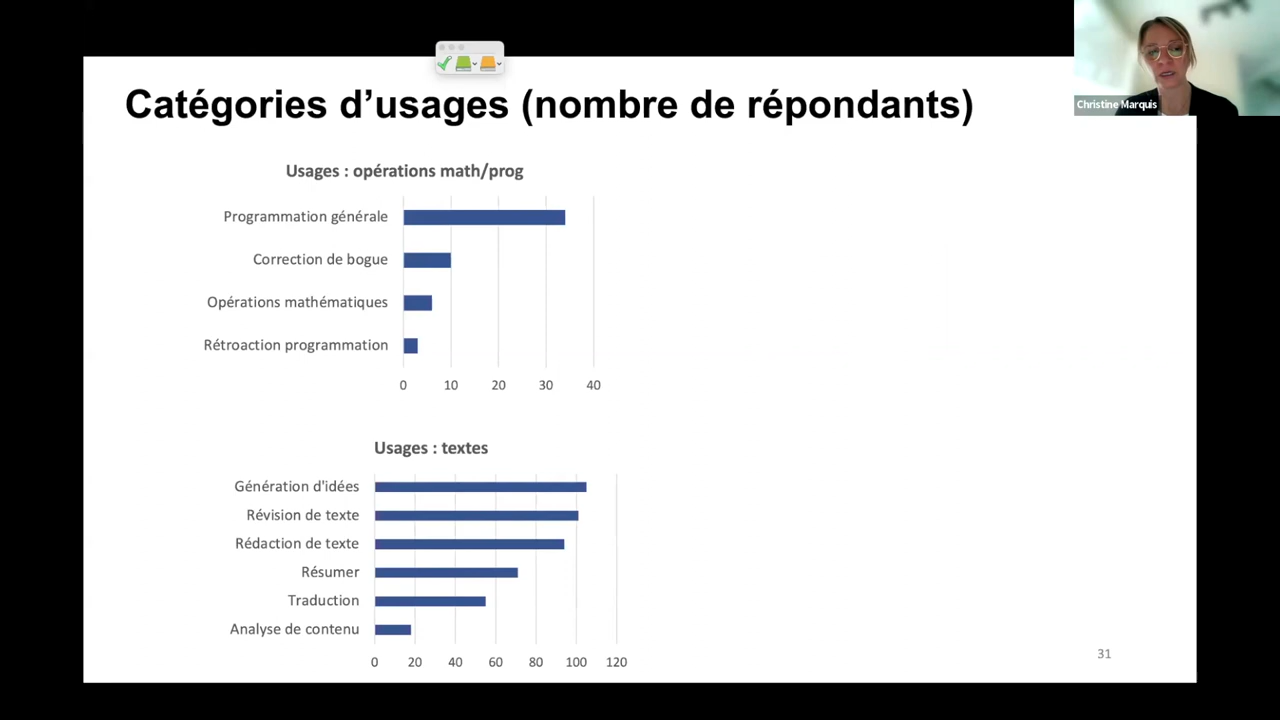 Christine Marquis
Catégories d’usages (nombre de répondants)
Usages : opérations math/prog
Programmation générale
Correction de bogue
Opérations mathématiques
Rétroaction programmation
0 10 20 30 40
Usages : textes
Génération d'idées
Révision de texte
Rédaction de texte
Résumer
Traduction
Analyse de contenu
0 20 40 60 80 100 120
31